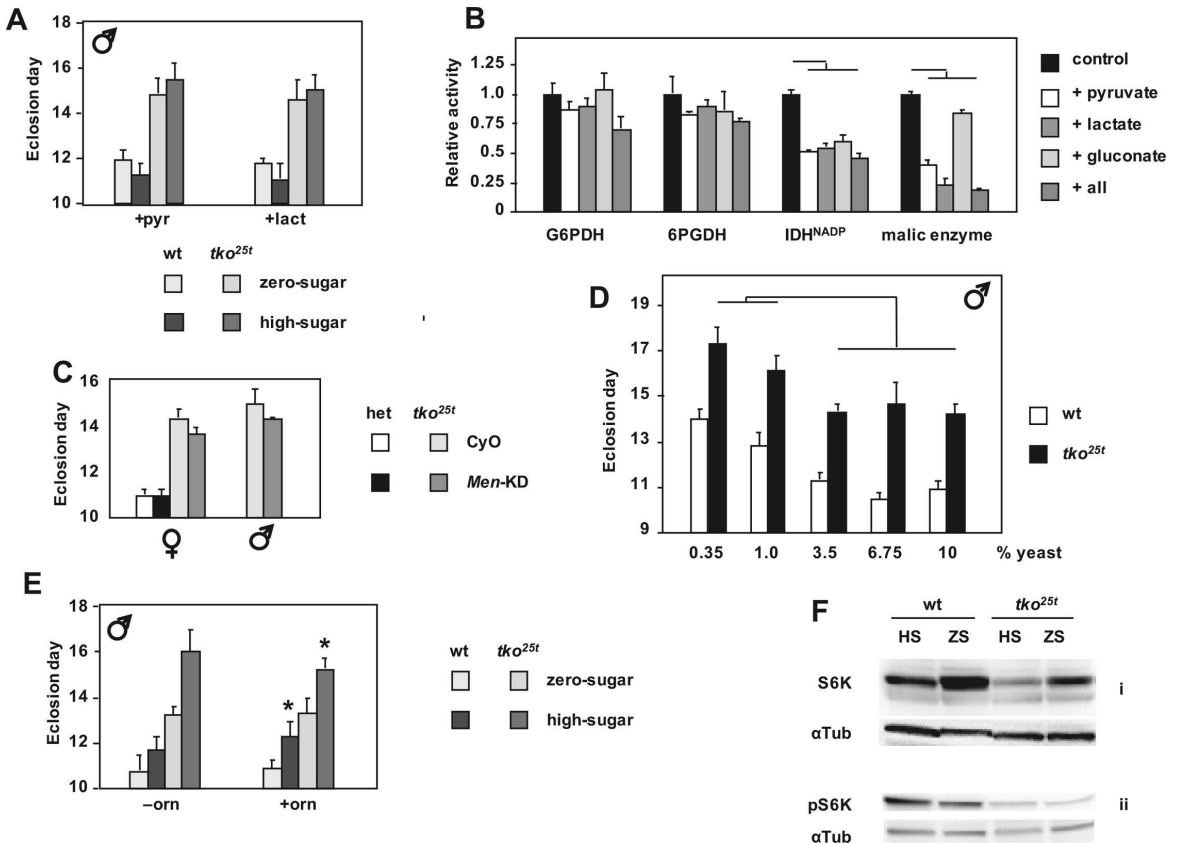 A
18
16
14
12
10
Eclosion day
♂
+pyr +lact
wt tko25t
zero-sugar
high-sugar
B
1.25
1.0
0.75
0.5
0.25
0
Relative activity
G6PDH 6PGDH IDHNADP malic enzyme
control
+ pyruvate
+ lactate
+ gluconate
+ all
C
16
14
12
10
Eclosion day
♀ ♂
het tko25t
CyO
Men-KD
D
19
17
15
13
11
9
Eclosion day
♂
0.35 1.0 3.5 6.75 10 % yeast
wt
tko25t
E
18
16
14
12
10
Eclosion day
♂
* *
–orn +orn
wt tko25t
zero-sugar
high-sugar
F
wt tko25t
HS ZS HS ZS
S6K i
αTub
pS6K ii
αTub